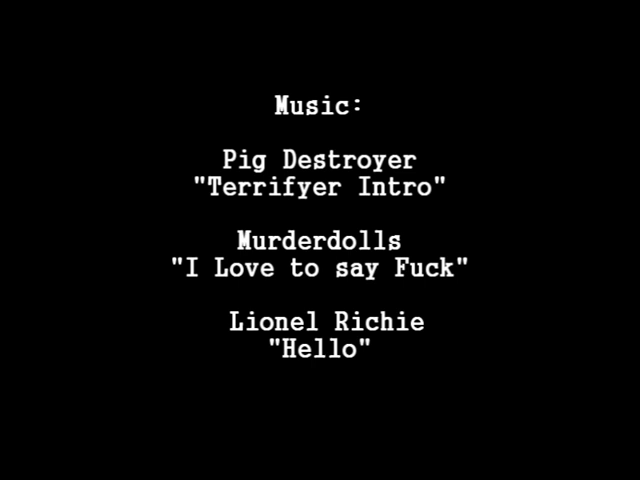 Music:
Pig Destroyer
"Terrifyer Intro"
Murderdolls
"I Love to say Fuck"
Lionel Richie
"Hello"